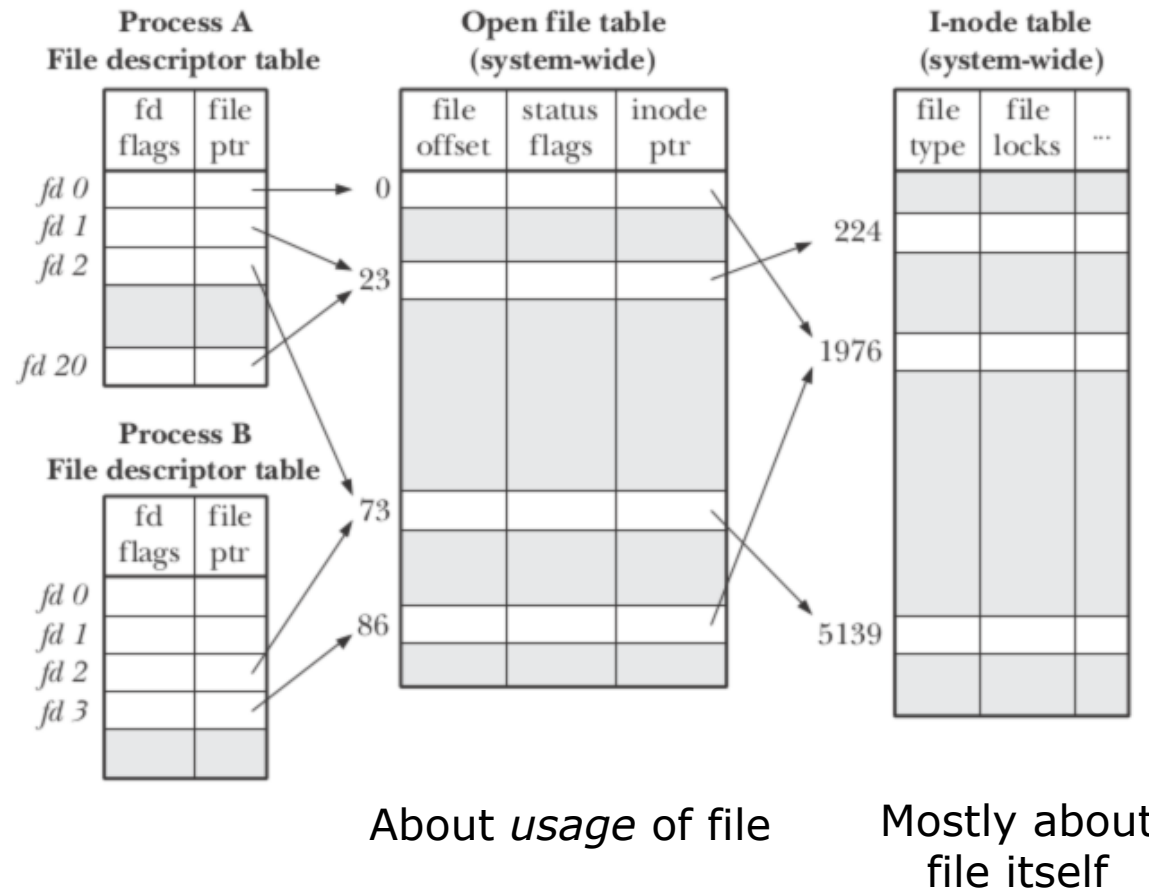 Process A
File descriptor table
fd flags
file ptr
fd 0
fd 1
fd 2
fd 20
Process B
File descriptor table
fd flags
file ptr
fd 0
fd 1
fd 2
fd 3
Open file table
(system-wide)
file offset
status flags
inode ptr
0
23
73
86
I-node table
(system-wide)
file type
file locks
...
224
1976
5139
About usage of file
Mostly about
file itself